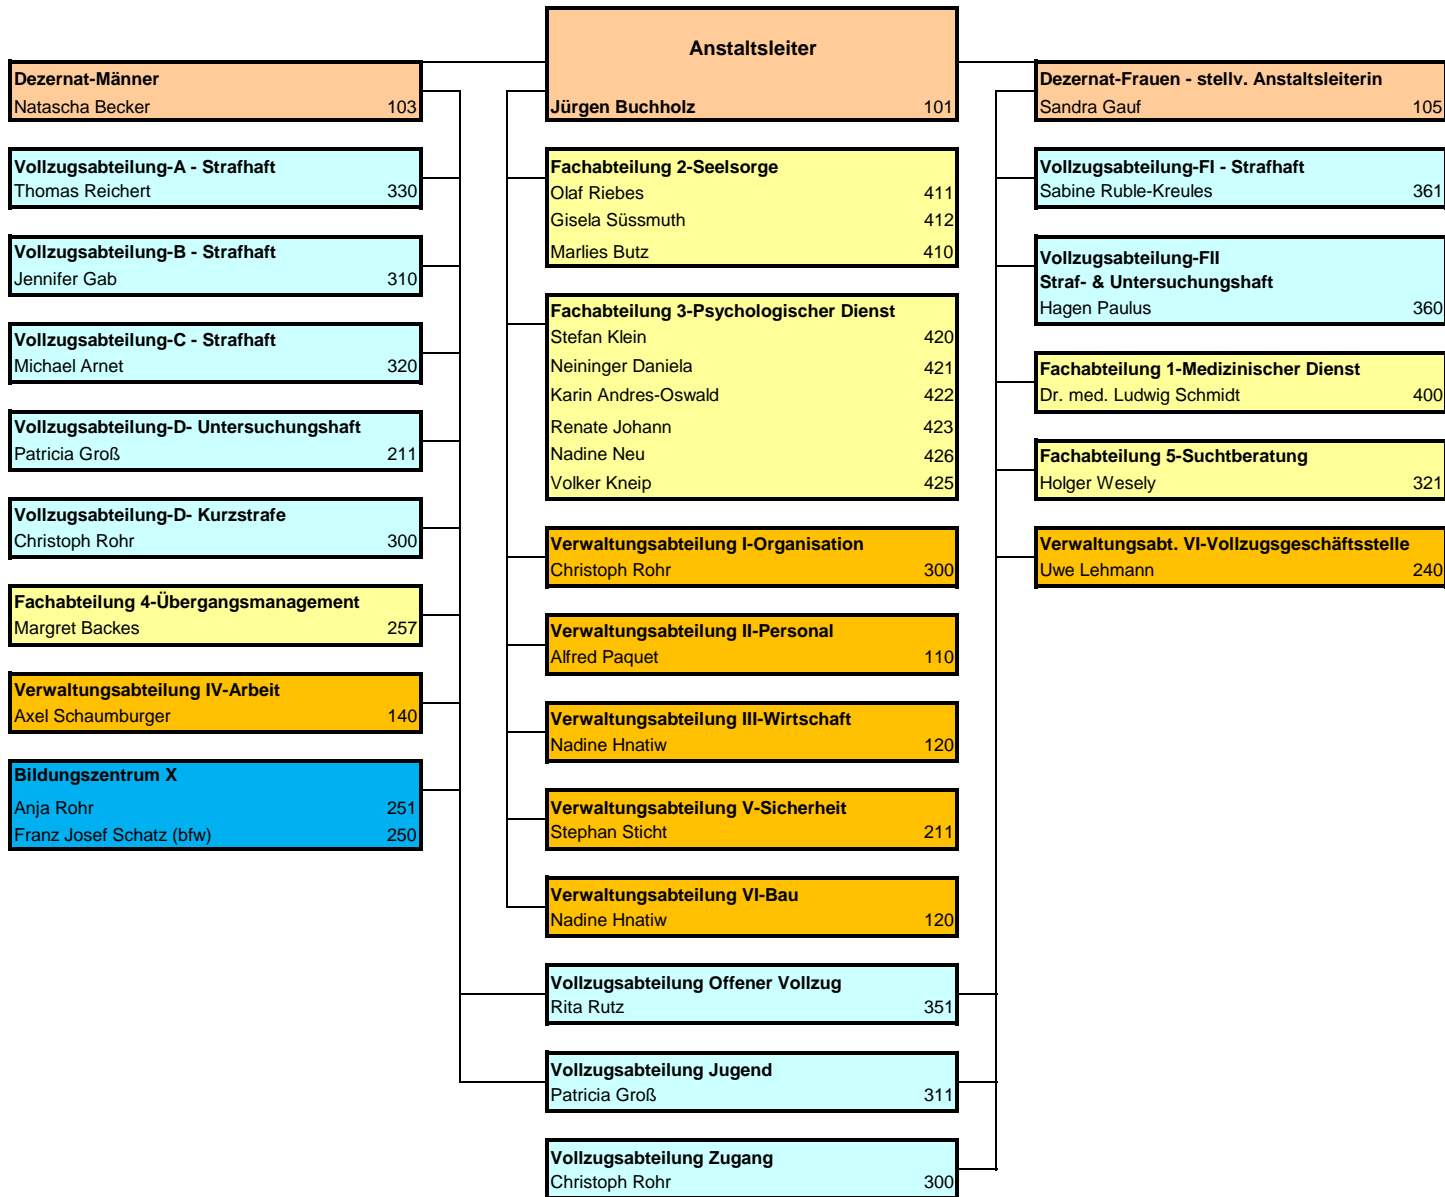 Anstaltsleiter
Jürgen Buchholz 101
Dezernat-Männer
Natascha Becker 103
Vollzugsabteilung-A - Strafhaft
Thomas Reichert 330
Vollzugsabteilung-B - Strafhaft
Jennifer Gab 310
Vollzugsabteilung-C - Strafhaft
Michael Arnet 320
Vollzugsabteilung-D- Untersuchungshaft
Patricia Groß 211
Vollzugsabteilung-D- Kurzstrafe
Christoph Rohr 300
Fachabteilung 4-Übergangsmanagement
Margret Backes 257
Verwaltungsabteilung IV-Arbeit
Axel Schaumburger 140
Bildungszentrum X
Anja Rohr 251
Franz Josef Schatz (bfw) 250
Fachabteilung 2-Seelsorge
Olaf Riebes 411
Gisela Süssmuth 412
Marlies Butz 410
Fachabteilung 3-Psychologischer Dienst
Stefan Klein 420
Neininger Daniela 421
Karin Andres-Oswald 422
Renate Johann 423
Nadine Neu 426
Volker Kneip 425
Verwaltungsabteilung I-Organisation
Christoph Rohr 300
Verwaltungsabteilung II-Personal
Alfred Paquet 110
Verwaltungsabteilung III-Wirtschaft
Nadine Hnatiw 120
Verwaltungsabteilung V-Sicherheit
Stephan Sticht 211
Verwaltungsabteilung VI-Bau
Nadine Hnatiw 120
Vollzugsabteilung Offener Vollzug
Rita Rutz 351
Vollzugsabteilung Jugend
Patricia Groß 311
Vollzugsabteilung Zugang
Christoph Rohr 300
Dezernat-Frauen - stellv. Anstaltsleiterin
Sandra Gauf 105
Vollzugsabteilung-FI - Strafhaft
Sabine Ruble-Kreules 361
Vollzugsabteilung-FII
Straf- & Untersuchungshaft
Hagen Paulus 360
Fachabteilung 1-Medizinischer Dienst
Dr. med. Ludwig Schmidt 400
Fachabteilung 5-Suchtberatung
Holger Wesely 321
Verwaltungsabt. VI-Vollzugsgeschäftsstelle
Uwe Lehmann 240